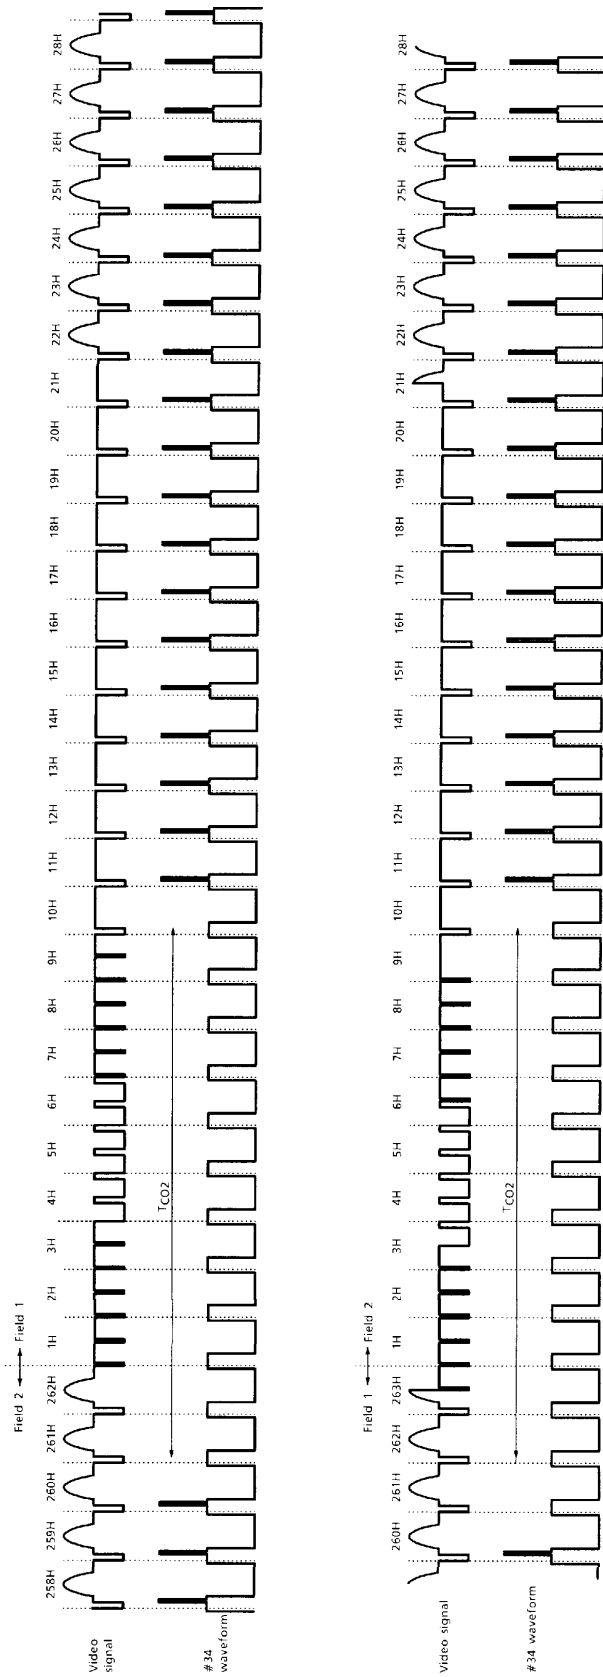 Field 2 Field 1
258H 259H 260H 261H 262H 1H 2H 3H 4H 5H 6H 7H 8H 9H 10H 11H 12H 13H 14H 15H 16H 17H 18H 19H 20H 21H 22H 23H 24H 25H 26H 27H 28H
Video
signal
TCO2
#34
waveform
Field 1 Field 2
260H 261H 262H 263H 1H 2H 3H 4H 5H 6H 7H 8H 9H 10H 11H 12H 13H 14H 15H 16H 17H 18H 19H 20H 21H 22H 23H 24H 25H 26H 27H 28H
Video signal
TCO2
#34 waveform